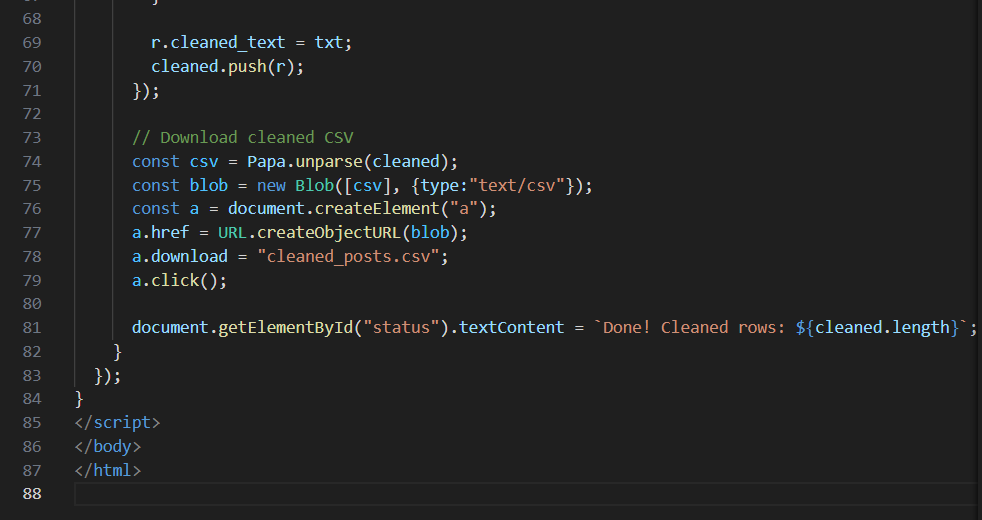 68
69 r.cleaned_text = txt;
70 cleaned.push(r);
71 });
72
73 // Download cleaned CSV
74 const csv = Papa.unparse(cleaned);
75 const blob = new Blob([csv], {type:"text/csv"});
76 const a = document.createElement("a");
77 a.href = URL.createObjectURL(blob);
78 a.download = "cleaned_posts.csv";
79 a.click();
80
81 document.getElementById("status").textContent = `Done! Cleaned rows: ${cleaned.length}`;
82 }
83 });
84 }
85 </script>
86 </body>
87 </html>
88